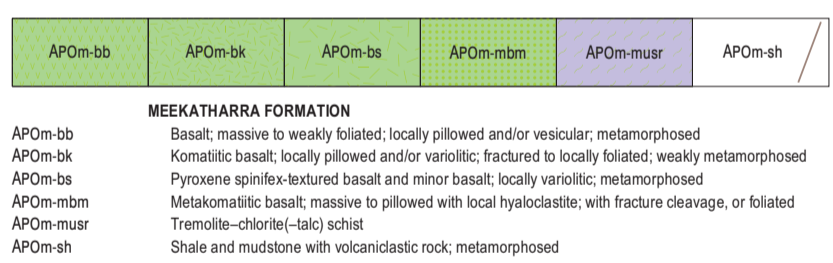 APOm-bb APOm-bk APOm-bs APOm-mbm APOm-musr APOm-sh
MEEKATHARRA FORMATION
APOm-bb Basalt; massive to weakly foliated; locally pillowed and/or vesicular; metamorphosed
APOm-bk Komatiitic basalt; locally pillowed and/or variolitic; fractured to locally foliated; weakly metamorphosed
APOm-bs Pyroxene spinifex-textured basalt and minor basalt; locally variolitic; metamorphosed
APOm-mbm Metakomatiitic basalt; massive to pillowed with local hyaloclastite; with fracture cleavage, or foliated
APOm-musr Tremolite–chlorite(–talc) schist
APOm-sh Shale and mudstone with volcaniclastic rock; metamorphosed